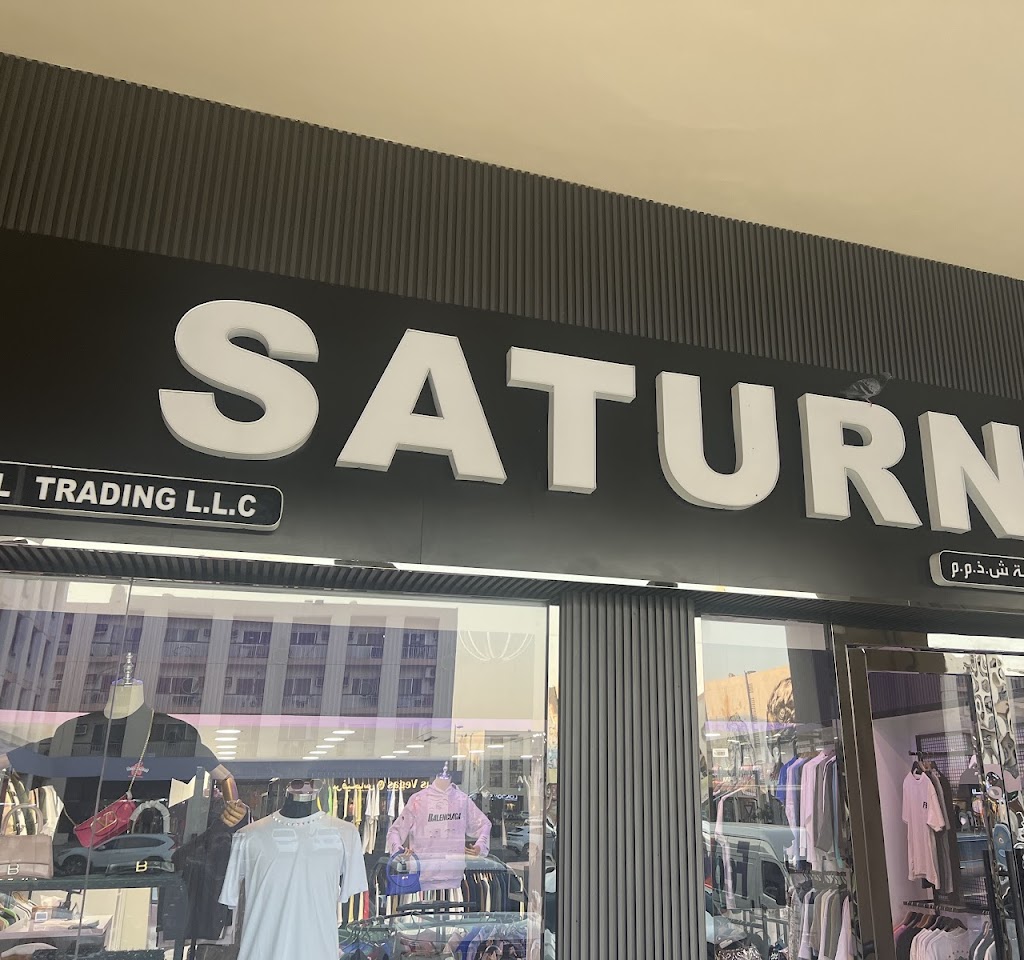 SATURN
L TRADING L.L.C
ش.ذ.م.م
BALENCIAGA